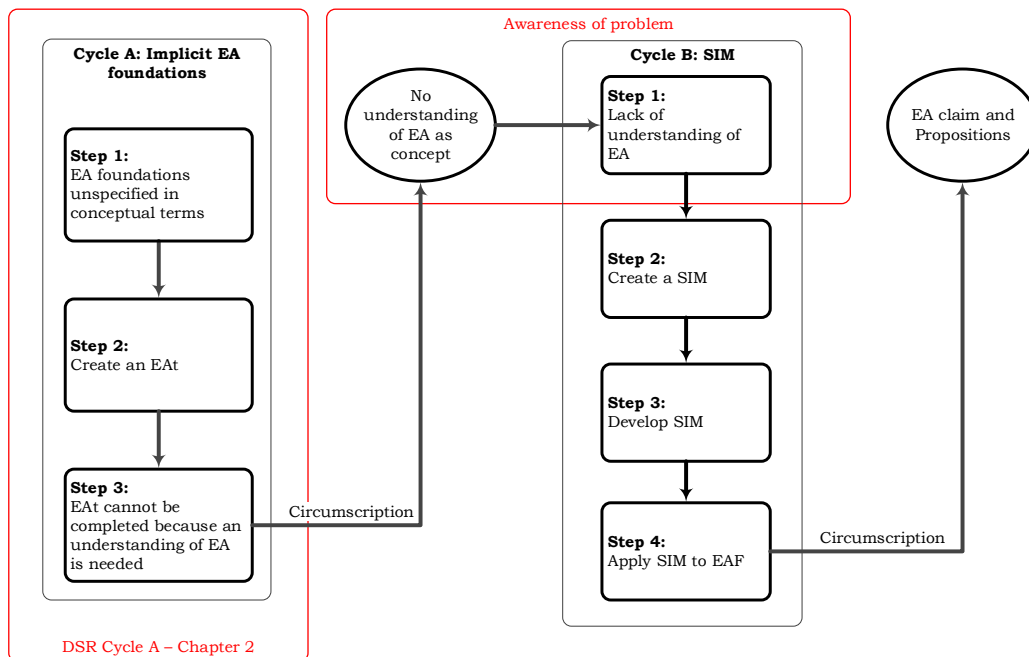 Cycle A: Implicit EA
foundations
Step 1:
EA foundations
unspecified in
conceptual terms
Step 2:
Create an EAt
Step 3:
EAt cannot be
completed because an
understanding of EA
is needed
DSR Cycle A – Chapter 2
Circumscription
Awareness of problem
No
understanding
of EA as
concept
Cycle B: SIM
Step 1:
Lack of
understanding of
EA
Step 2:
Create a SIM
Step 3:
Develop SIM
Step 4:
Apply SIM to EAF
Circumscription
EA claim and
Propositions